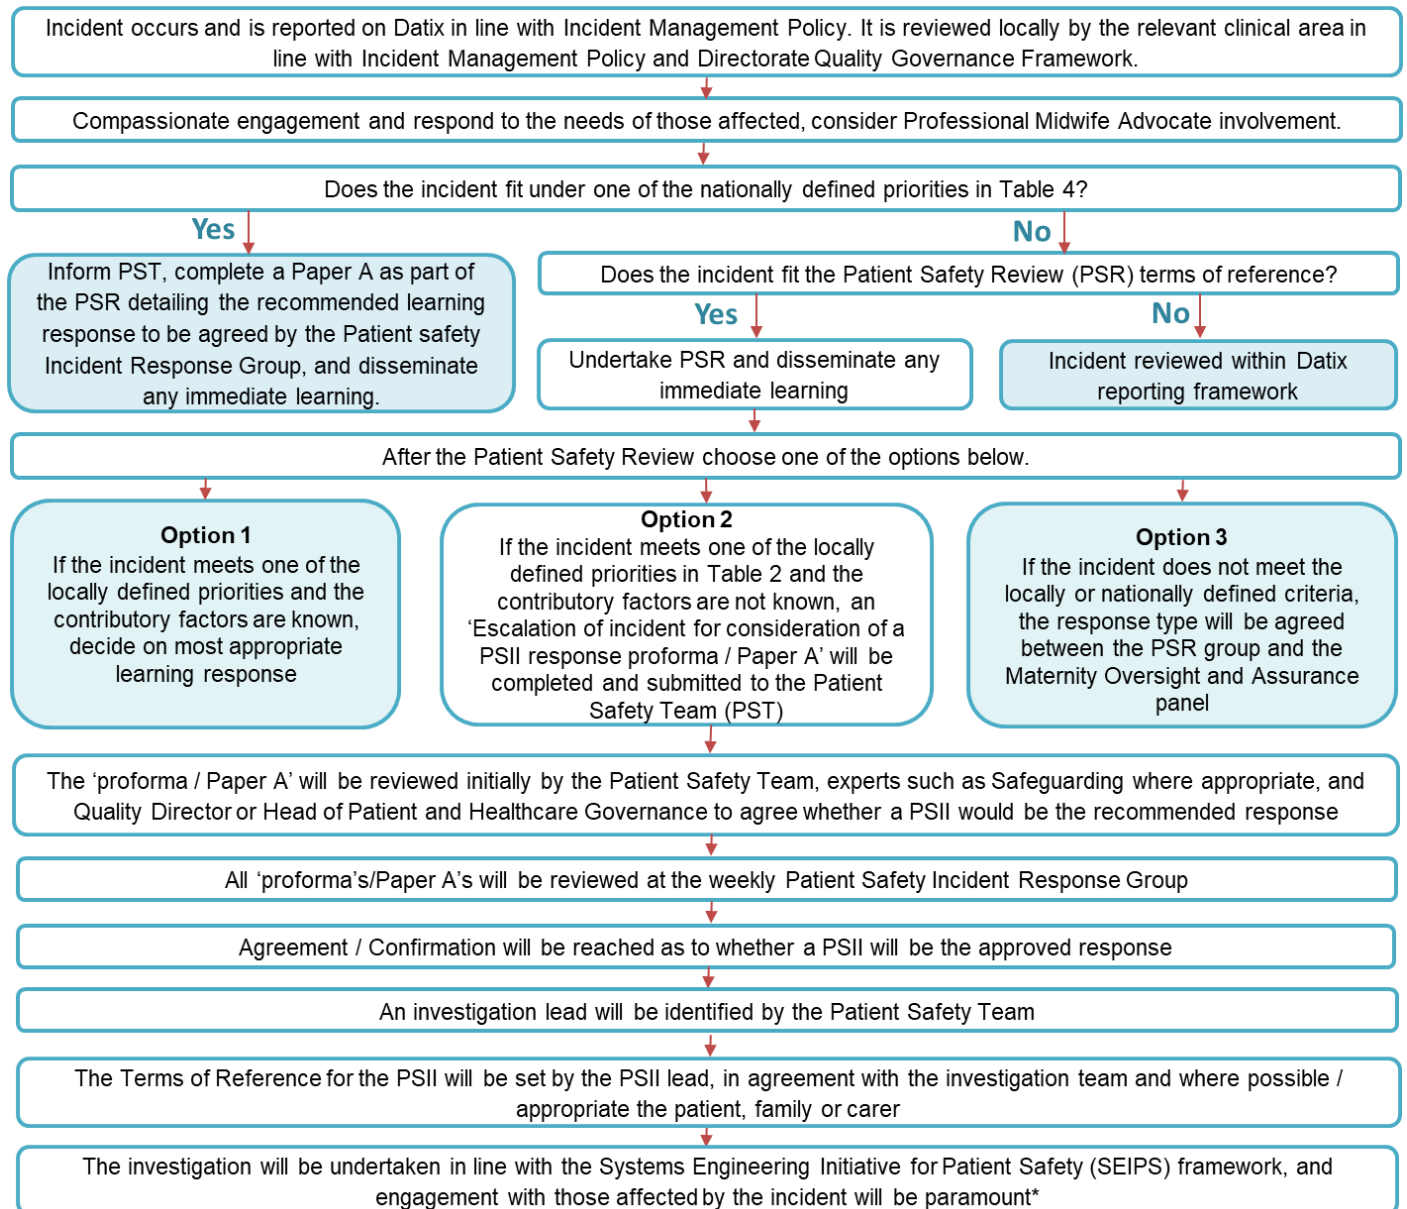 Incident occurs and is reported on Datix in line with Incident Management Policy. It is reviewed locally by the relevant clinical area in
line with Incident Management Policy and Directorate Quality Governance Framework.
Compassionate engagement and respond to the needs of those affected, consider Professional Midwife Advocate involvement.
Does the incident fit under one of the nationally defined priorities in Table 4?
Yes
No
Inform PST, complete a Paper A as part of
the PSR detailing the recommended learning
response to be agreed by the Patient safety
Incident Response Group, and disseminate
any immediate learning.
Does the incident fit the Patient Safety Review (PSR) terms of reference?
Yes
No
Undertake PSR and disseminate any
immediate learning
Incident reviewed within Datix
reporting framework
After the Patient Safety Review choose one of the options below.
Option 1
If the incident meets one of the
locally defined priorities and the
contributory factors are known,
decide on most appropriate
learning response
Option 2
If the incident meets one of the locally
defined priorities in Table 2 and the
contributory factors are not known, an
‘Escalation of incident for consideration of a
PSII response proforma / Paper A’ will be
completed and submitted to the Patient
Safety Team (PST)
Option 3
If the incident does not meet the
locally or nationally defined criteria,
the response type will be agreed
between the PSR group and the
Maternity Oversight and Assurance
panel
The ‘proforma / Paper A’ will be reviewed initially by the Patient Safety Team, experts such as Safeguarding where appropriate, and
Quality Director or Head of Patient and Healthcare Governance to agree whether a PSII would be the recommended response
All ‘proforma’s/Paper A’s will be reviewed at the weekly Patient Safety Incident Response Group
Agreement / Confirmation will be reached as to whether a PSII will be the approved response
An investigation lead will be identified by the Patient Safety Team
The Terms of Reference for the PSII will be set by the PSII lead, in agreement with the investigation team and where possible /
appropriate the patient, family or carer
The investigation will be undertaken in line with the Systems Engineering Initiative for Patient Safety (SEIPS) framework, and
engagement with those affected by the incident will be paramount*